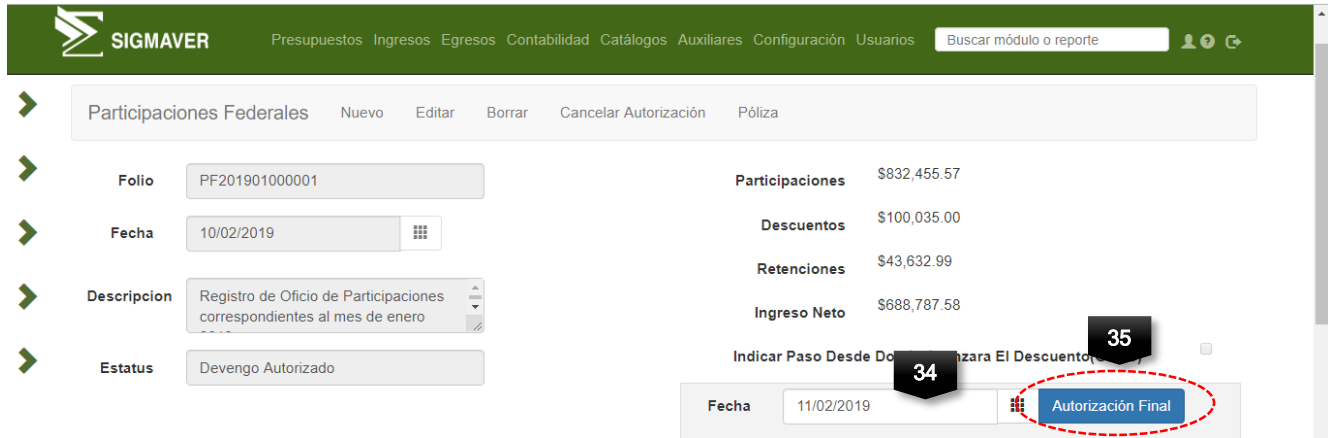 SIGMAVER
Presupuestos Ingresos Egresos Contabilidad Catálogos Auxiliares Configuración Usuarios
Buscar módulo o reporte
Participaciones Federales Nuevo Editar Borrar Cancelar Autorización Póliza
Folio PF201901000001
Fecha 10/02/2019
Descripcion Registro de Oficio de Participaciones
correspondientes al mes de enero
Estatus Devengo Autorizado
Participaciones $832,455.57
Descuentos $100,035.00
Retenciones $43,632.99
Ingreso Neto $688,787.58
Indicar Paso Desde El Descuento
34
35
Fecha 11/02/2019 Autorización Final